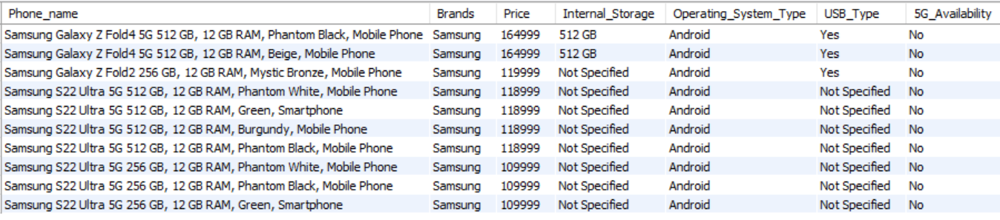 Phone_name Brands Price Internal_Storage Operating_System_Type USB_Type 5G_Availability
Samsung Galaxy Z Fold4 5G 512 GB, 12 GB RAM, Phantom Black, Mobile Phone Samsung 164999 512 GB Android Yes No
Samsung Galaxy Z Fold4 5G 512 GB, 12 GB RAM, Beige, Mobile Phone Samsung 164999 512 GB Android Yes No
Samsung Galaxy Z Fold2 256 GB, 12 GB RAM, Mystic Bronze, Mobile Phone Samsung 119999 Not Specified Android Yes No
Samsung S22 Ultra 5G 512 GB, 12 GB RAM, Phantom White, Mobile Phone Samsung 118999 Not Specified Android Not Specified No
Samsung S22 Ultra 5G 512 GB, 12 GB RAM, Green, Smartphone Samsung 118999 Not Specified Android Not Specified No
Samsung S22 Ultra 5G 512 GB, 12 GB RAM, Burgundy, Mobile Phone Samsung 118999 Not Specified Android Not Specified No
Samsung S22 Ultra 5G 512 GB, 12 GB RAM, Phantom Black, Mobile Phone Samsung 118999 Not Specified Android Not Specified No
Samsung S22 Ultra 5G 256 GB, 12 GB RAM, Phantom White, Mobile Phone Samsung 109999 Not Specified Android Not Specified No
Samsung S22 Ultra 5G 256 GB, 12 GB RAM, Phantom Black, Mobile Phone Samsung 109999 Not Specified Android Not Specified No
Samsung S22 Ultra 5G 256 GB, 12 GB RAM, Green, Smartphone Samsung 109999 Not Specified Android Not Specified No